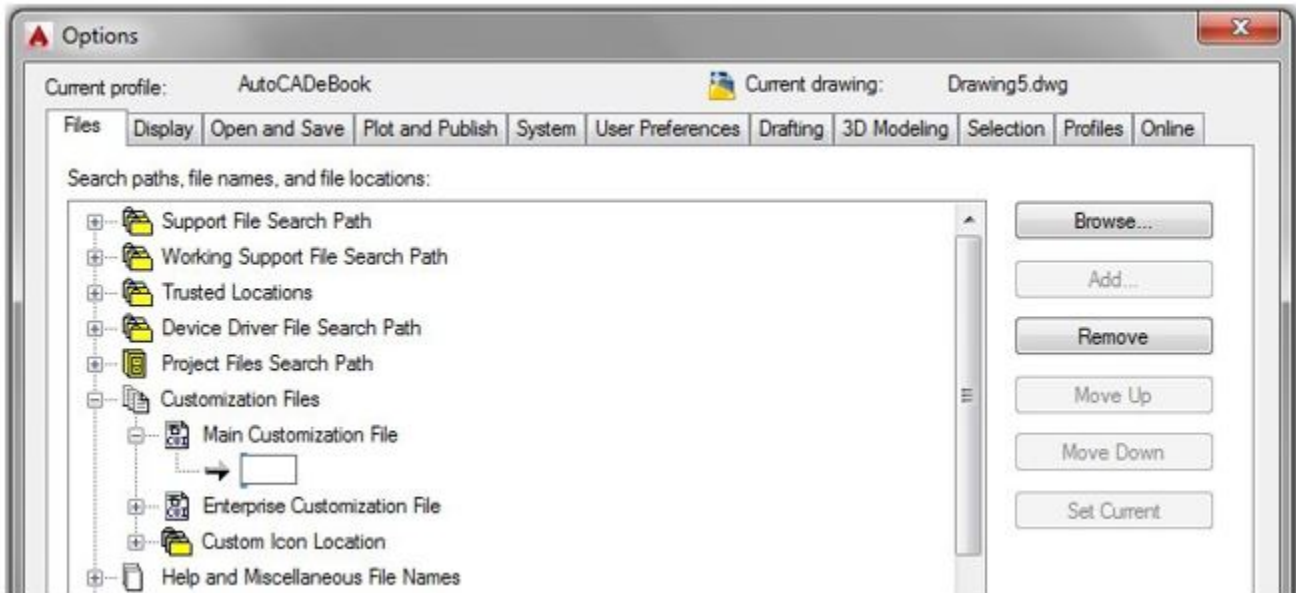 Options
Current profile: AutoCADeBook Current drawing: Drawing5.dwg
Files Display Open and Save Plot and Publish System User Preferences Drafting 3D Modeling Selection Profiles Online
Search paths, file names, and file locations:
Support File Search Path
Browse...
Working Support File Search Path
Trusted Locations
Add...
Device Driver File Search Path
Remove
Project Files Search Path
Customization Files
Move Up
Main Customization File
Move Down
Enterprise Customization File
Set Current
Custom Icon Location
Help and Miscellaneous File Names